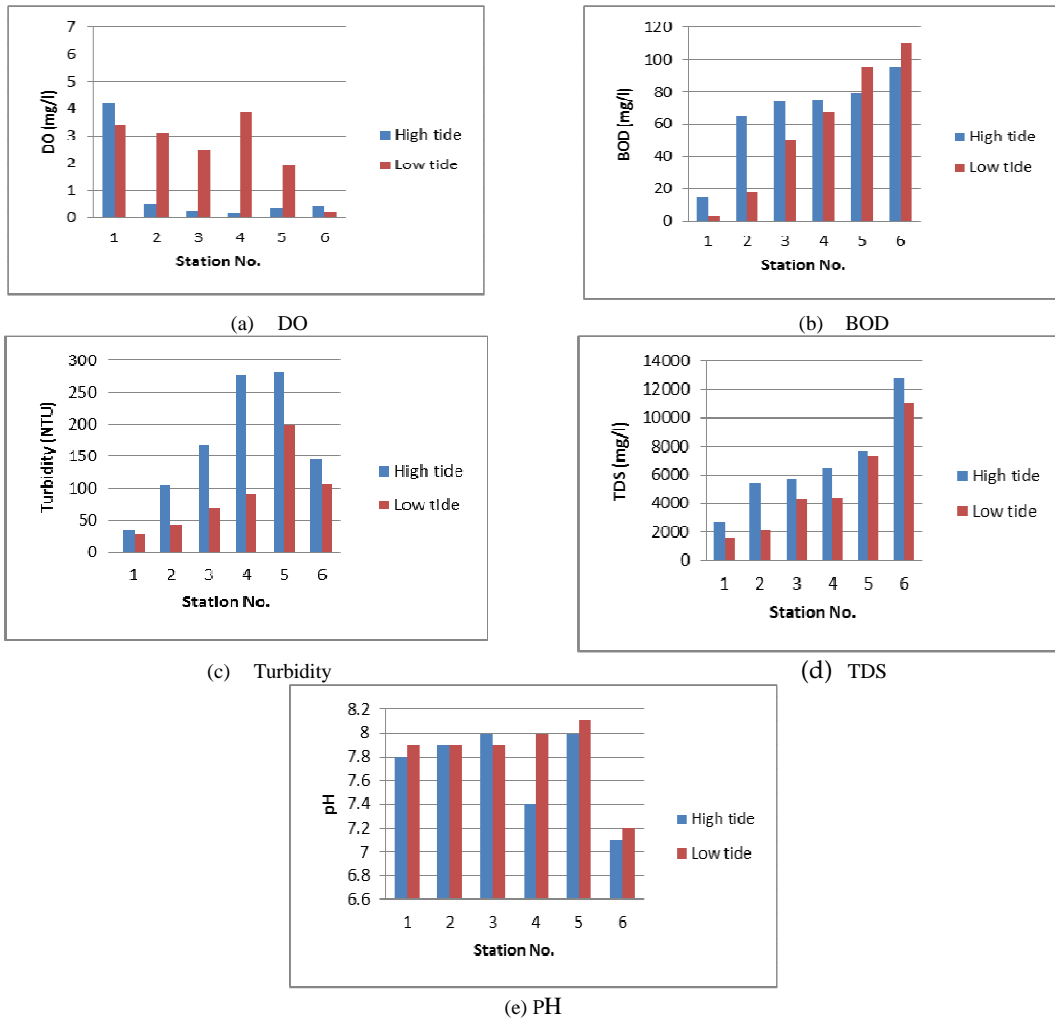 7
6
5
4
3
2
1
0
DO (mg/l)
1 2 3 4 5 6
Station No.
High tide
Low tide
(a) DO
120
100
80
60
40
20
0
BOD (mg/l)
1 2 3 4 5 6
Station No.
High tide
Low tide
(b) BOD
300
250
200
150
100
50
0
Turbidity (NTU)
1 2 3 4 5 6
Station No.
High tide
Low tide
(c) Turbidity
14000
12000
10000
8000
6000
4000
2000
0
TDS (mg/l)
1 2 3 4 5 6
Station No.
High tide
Low tide
(d) TDS
8.2
8
7.8
7.6
7.4
7.2
7
6.8
6.6
pH
1 2 3 4 5 6
Station No.
High tide
Low tide
(e) PH